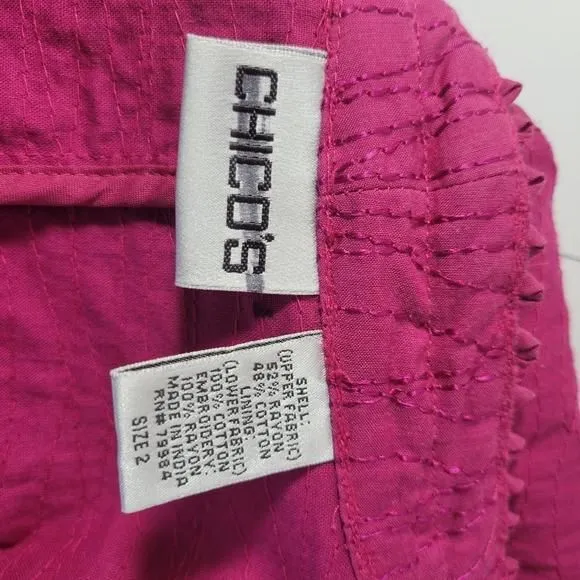 CHICO'S
SHELL:
(UPPER FABRIC)
52% RAYON
48% COTTON
LINING:
(LOWER FABRIC)
100% COTTON
EMBROIDERY:
100% RAYON
MADE IN INDIA
RN# 79984
SIZE 2